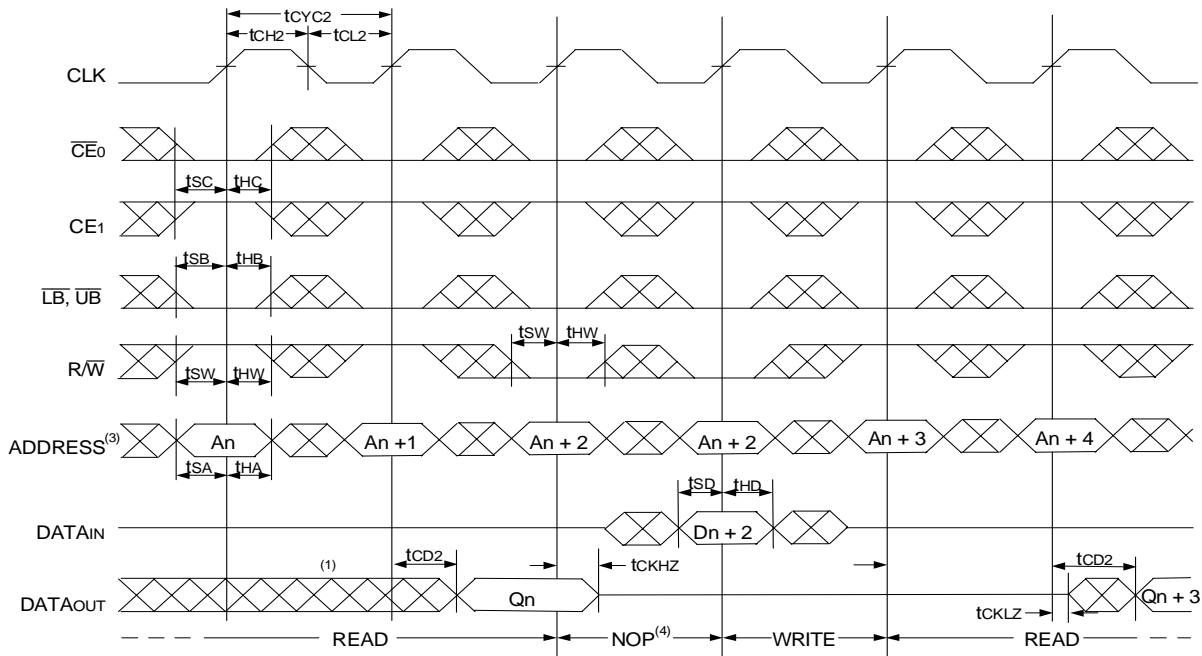 tCYC2
tCH2 tCL2
CLK
CE0
tSC tHC
CE1
tSB tHB
LB, UB
tSW tHW
R/W
tSW tHW
ADDRESS(3) An An +1 An + 2 An + 2 An + 3 An + 4
tSA tHA
tSD tHD
DATAIN Dn + 2
tCD2 tCKHZ tCD2
(1)
DATAOUT Qn Qn + 3
tCKLZ
READ NOP(4) WRITE READ